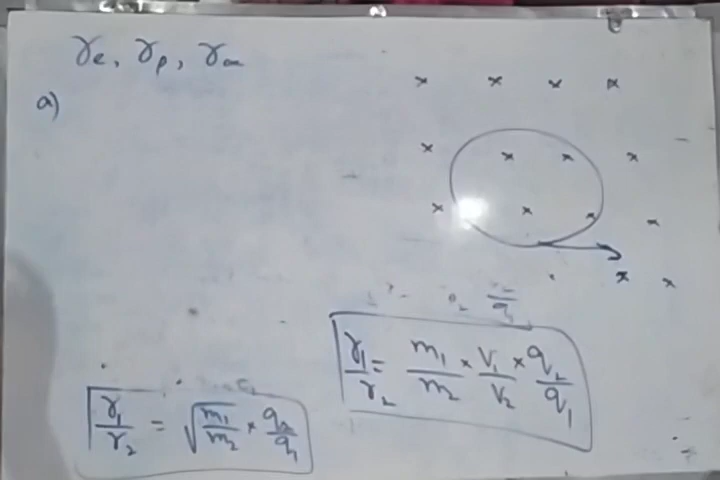 γe, γp, γα
a)
γ1/γ2 = m1/m2 × v1/v2 × q2/q1
γ1/γ2 = √m1/m2 × q2/q1